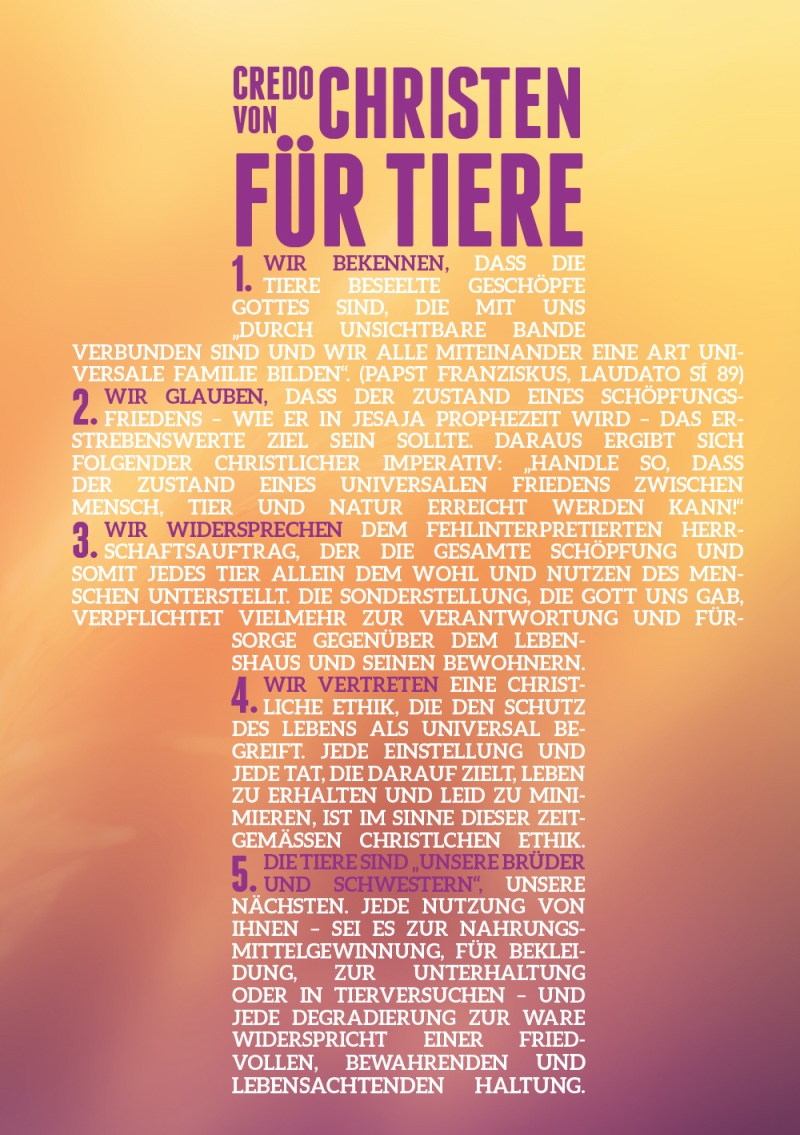 CREDO
VON CHRISTEN
FÜR TIERE
1. WIR BEKENNEN, DASS DIE
TIERE BESEELTE GESCHÖPFE
GOTTES SIND, DIE MIT UNS
„DURCH UNSICHTBARE BANDE
VERBUNDEN SIND UND WIR ALLE MITEINANDER EINE ART UNI-
VERSALE FAMILIE BILDEN“. (PAPST FRANZISKUS, LAUDATO SÍ 89)
2. WIR GLAUBEN, DASS DER ZUSTAND EINES SCHÖPFUNGS-
FRIEDENS – WIE ER IN JESAJA PROPHEZEIT WIRD – DAS ER-
STREBENSWERTE ZIEL SEIN SOLLTE. DARAUS ERGIBT SICH
FOLGENDER CHRISTLICHER IMPERATIV: „HANDLE SO, DASS
DER ZUSTAND EINES UNIVERSALEN FRIEDENS ZWISCHEN
MENSCH, TIER UND NATUR ERREICHT WERDEN KANN!“
3. WIR WIDERSPRECHEN DEM FEHLINTERPRETIERTEN HERR-
SCHAFTSAUFTRAG, DER DIE GESAMTE SCHÖPFUNG UND
SOMIT JEDES TIER ALLEIN DEM WOHL UND NUTZEN DES MEN-
SCHEN UNTERSTELLT. DIE SONDERSTELLUNG, DIE GOTT UNS GAB,
VERPFLICHTET VIELMEHR ZUR VERANTWORTUNG UND FÜR-
SORGE GEGENÜBER DEM LEBEN-
SHAUS UND SEINEN BEWOHNERN.
4. WIR VERTRETEN EINE CHRIST-
LICHE ETHIK, DIE DEN SCHUTZ
DES LEBENS ALS UNIVERSAL BE-
GREIFT. JEDE EINSTELLUNG UND
JEDE TAT, DIE DARAUF ZIELT, LEBEN
ZU ERHALTEN UND LEID ZU MINI-
MIEREN, IST IM SINNE DIESER ZEIT-
GEMÄSSEN CHRISTLCHEN ETHIK.
5. DIE TIERE SIND „UNSERE BRÜDER
UND SCHWESTERN“, UNSERE
NÄCHSTEN. JEDE NUTZUNG VON
IHNEN – SEI ES ZUR NAHRUNGS-
MITTELGEWINNUNG, FÜR BEKLEI-
DUNG, ZUR UNTERHALTUNG
ODER IN TIERVERSUCHEN – UND
JEDE DEGRADIERUNG ZUR WARE
WIDERSPRICHT EINER FRIED-
VOLLEN, BEWAHRENDEN UND
LEBENSACHTENDEN HALTUNG.